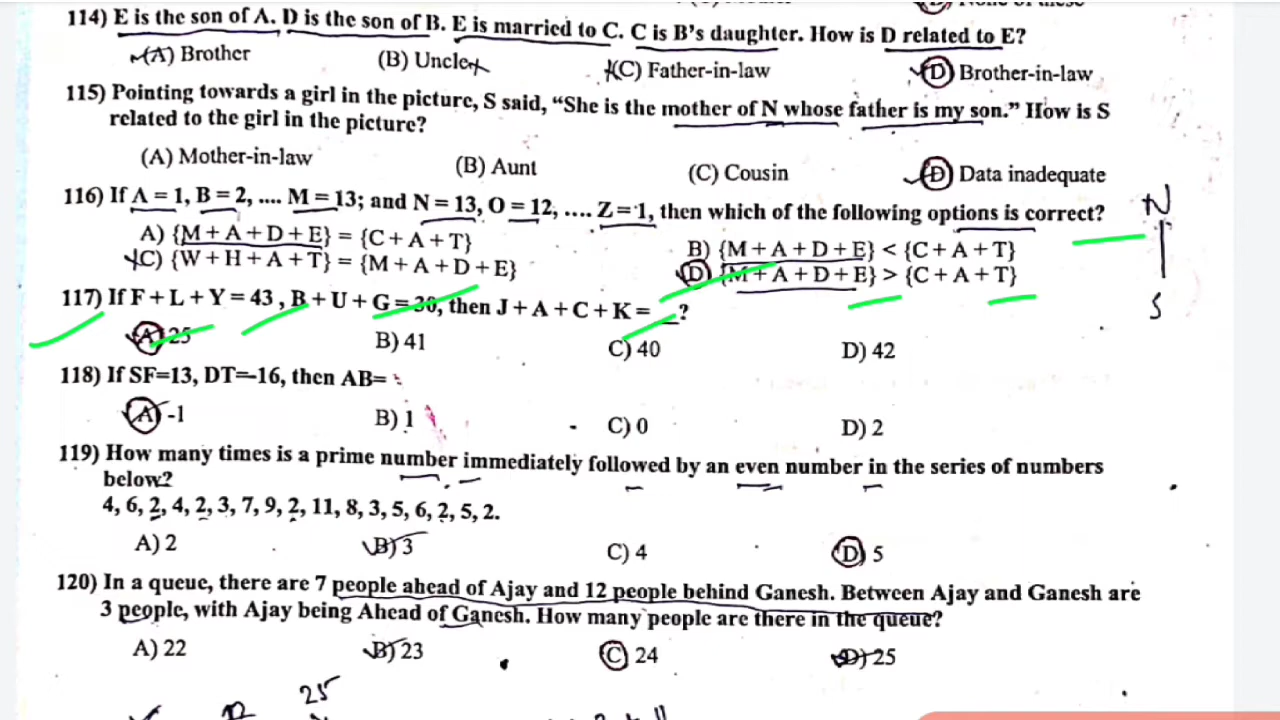 114) E is the son of A. D is the son of B. E is married to C. C is B's daughter. How is D related to E?
(A) Brother (B) Uncle (C) Father-in-law (D) Brother-in-law
115) Pointing towards a girl in the picture, S said, "She is the mother of N whose father is my son." How is S
related to the girl in the picture?
(A) Mother-in-law (B) Aunt (C) Cousin (D) Data inadequate
116) If A = 1, B = 2, .... M = 13; and N = 13, O = 12, .... Z = 1, then which of the following options is correct?
A) {M + A + D + E} = {C + A + T} B) {M + A + D + E} < {C + A + T}
C) {W + H + A + T} = {M + A + D + E} (D) {M + A + D + E} > {C + A + T}
N
S
117) If F + L + Y = 43 , B + U + G = 30, then J + A + C + K = __?
A) 25 B) 41 C) 40 D) 42
118) If SF=13, DT=-16, then AB=
A) -1 B) 1 C) 0 D) 2
119) How many times is a prime number immediately followed by an even number in the series of numbers
below?
4, 6, 2, 4, 2, 3, 7, 9, 2, 11, 8, 3, 5, 6, 2, 5, 2.
A) 2 B) 3 C) 4 D) 5
120) In a queue, there are 7 people ahead of Ajay and 12 people behind Ganesh. Between Ajay and Ganesh are
3 people, with Ajay being Ahead of Ganesh. How many people are there in the queue?
A) 22 B) 23 C) 24 D) 25
25